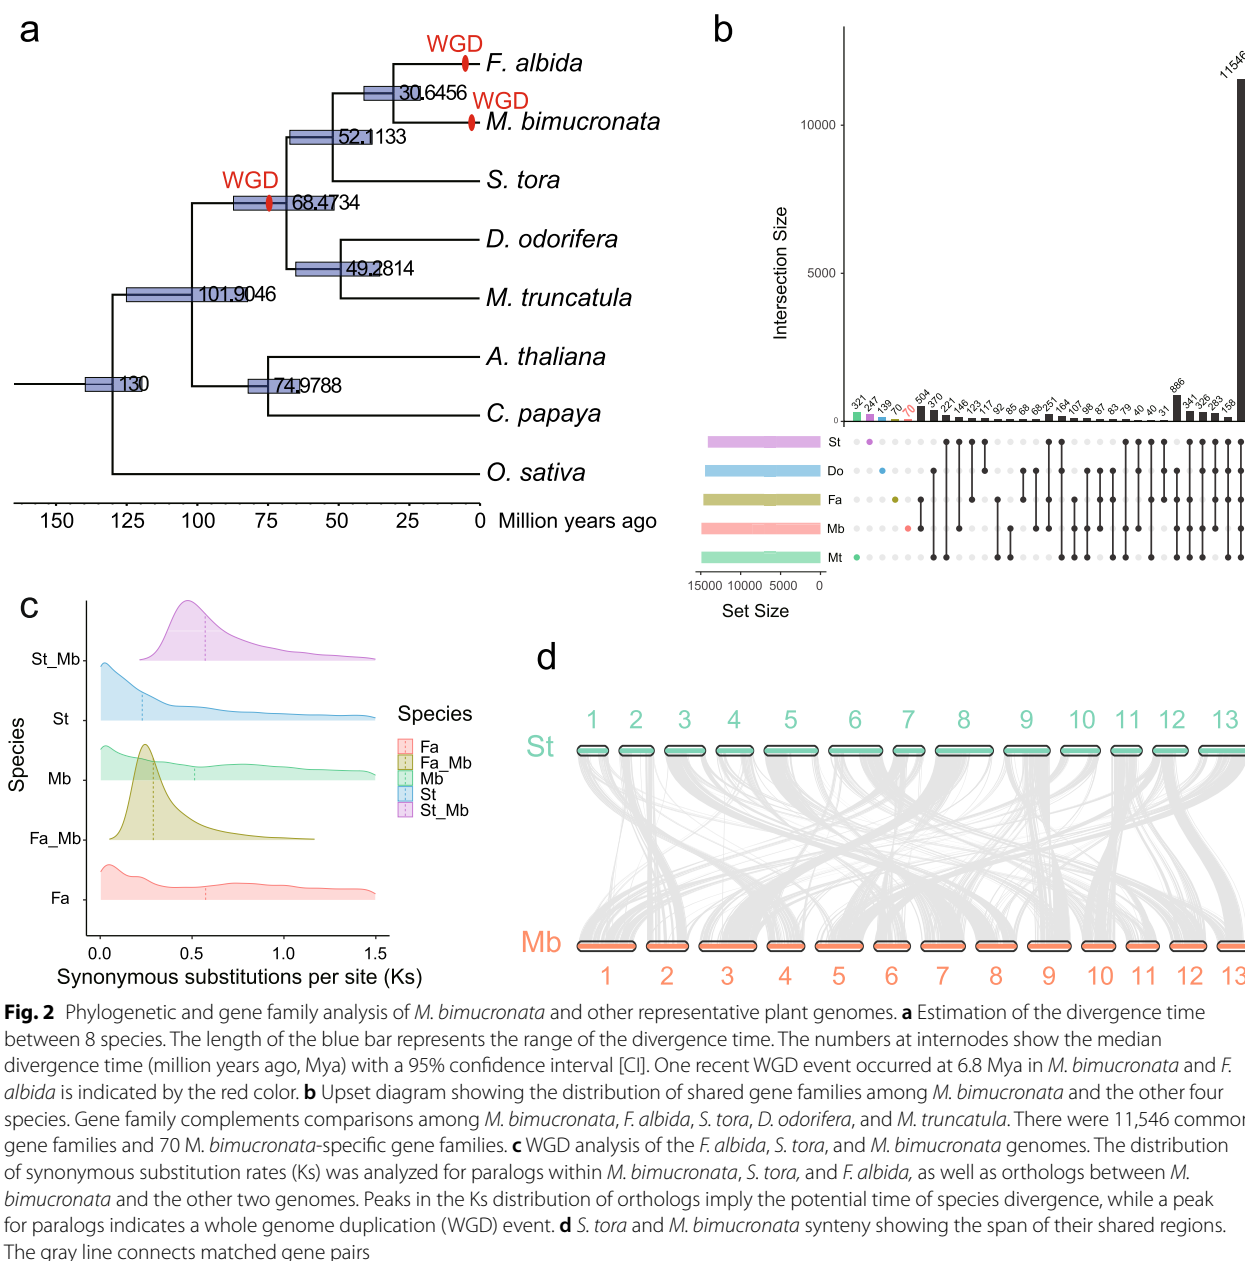 a
WGD
F. albida
30.6456
WGD
M. bimucronata
52.1133
S. tora
WGD
68.4734
D. odorifera
49.2814
M. truncatula
101.9046
A. thaliana
130
74.9788
C. papaya
O. sativa
150 125 100 75 50 25 0 Million years ago
b
11546
10000
5000
0
Intersection Size
321 247 139 70 70 504 370 221 146 123 117 92 85 68 68 251 164 107 98 87 83 79 40 40 31 886 341 326 283 158
St
Do
Fa
Mb
Mt
15000 10000 5000 0
Set Size
c
Species
St_Mb
St
Mb
Fa_Mb
Fa
0.0 0.5 1.0 1.5
Synonymous substitutions per site (Ks)
Species
Fa
Fa_Mb
Mb
St
St_Mb
d
1 2 3 4 5 6 7 8 9 10 11 12 13
St
Mb
1 2 3 4 5 6 7 8 9 10 11 12 13
Fig. 2 Phylogenetic and gene family analysis of M. bimucronata and other representative plant genomes. a Estimation of the divergence time
between 8 species. The length of the blue bar represents the range of the divergence time. The numbers at internodes show the median
divergence time (million years ago, Mya) with a 95% confidence interval [CI]. One recent WGD event occurred at 6.8 Mya in M. bimucronata and F.
albida is indicated by the red color. b Upset diagram showing the distribution of shared gene families among M. bimucronata and the other four
species. Gene family complements comparisons among M. bimucronata, F. albida, S. tora, D. odorifera, and M. truncatula. There were 11,546 common
gene families and 70 M. bimucronata-specific gene families. c WGD analysis of the F. albida, S. tora, and M. bimucronata genomes. The distribution
of synonymous substitution rates (Ks) was analyzed for paralogs within M. bimucronata, S. tora, and F. albida, as well as orthologs between M.
bimucronata and the other two genomes. Peaks in the Ks distribution of orthologs imply the potential time of species divergence, while a peak
for paralogs indicates a whole genome duplication (WGD) event. d S. tora and M. bimucronata synteny showing the span of their shared regions.
The gray line connects matched gene pairs